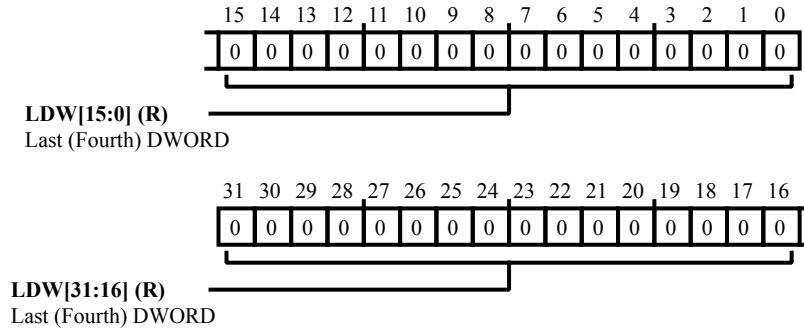 15 14 13 12 11 10 9 8 7 6 5 4 3 2 1 0
0 0 0 0 0 0 0 0 0 0 0 0 0 0 0 0
LDW[15:0] (R)
Last (Fourth) DWORD
31 30 29 28 27 26 25 24 23 22 21 20 19 18 17 16
0 0 0 0 0 0 0 0 0 0 0 0 0 0 0 0
LDW[31:16] (R)
Last (Fourth) DWORD